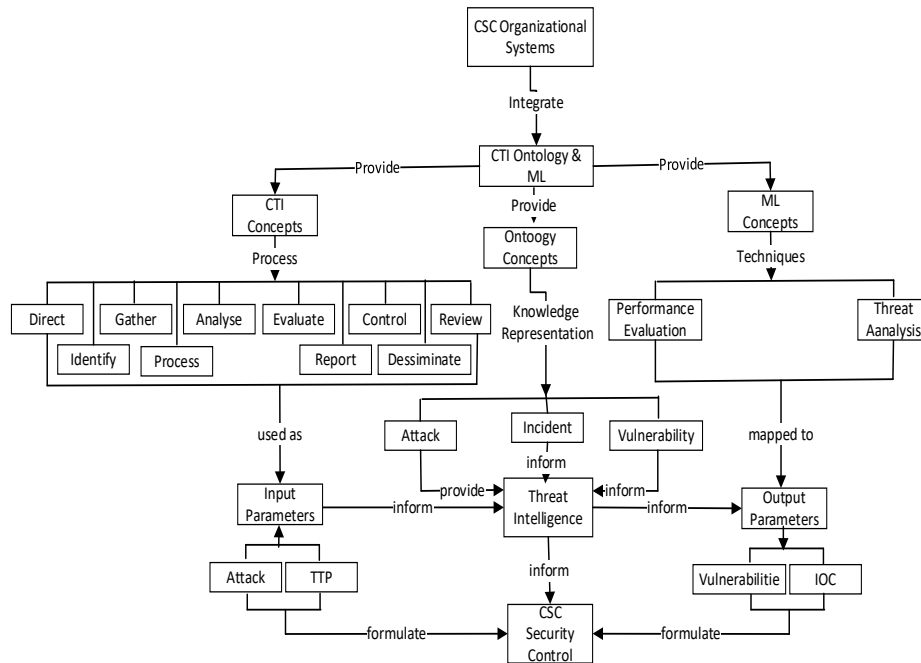 CSC Organizational
Systems
Integrate
CTI Ontology &
ML
Provide
Provide
Provide
CTI
Concepts
Ontoogy
Concepts
ML
Concepts
Process
Techniques
Knowledge
Representation
Direct
Gather
Analyse
Evaluate
Control
Review
Identify
Process
Report
Dessiminate
Performance
Evaluation
Threat
Aanalysis
used as
Attack
Incident
Vulnerability
mapped to
inform
provide
inform
Input
Parameters
inform
Threat
Intelligence
inform
Output
Parameters
Attack
TTP
inform
Vulnerabilitie
IOC
formulate
CSC
Security
Control
formulate